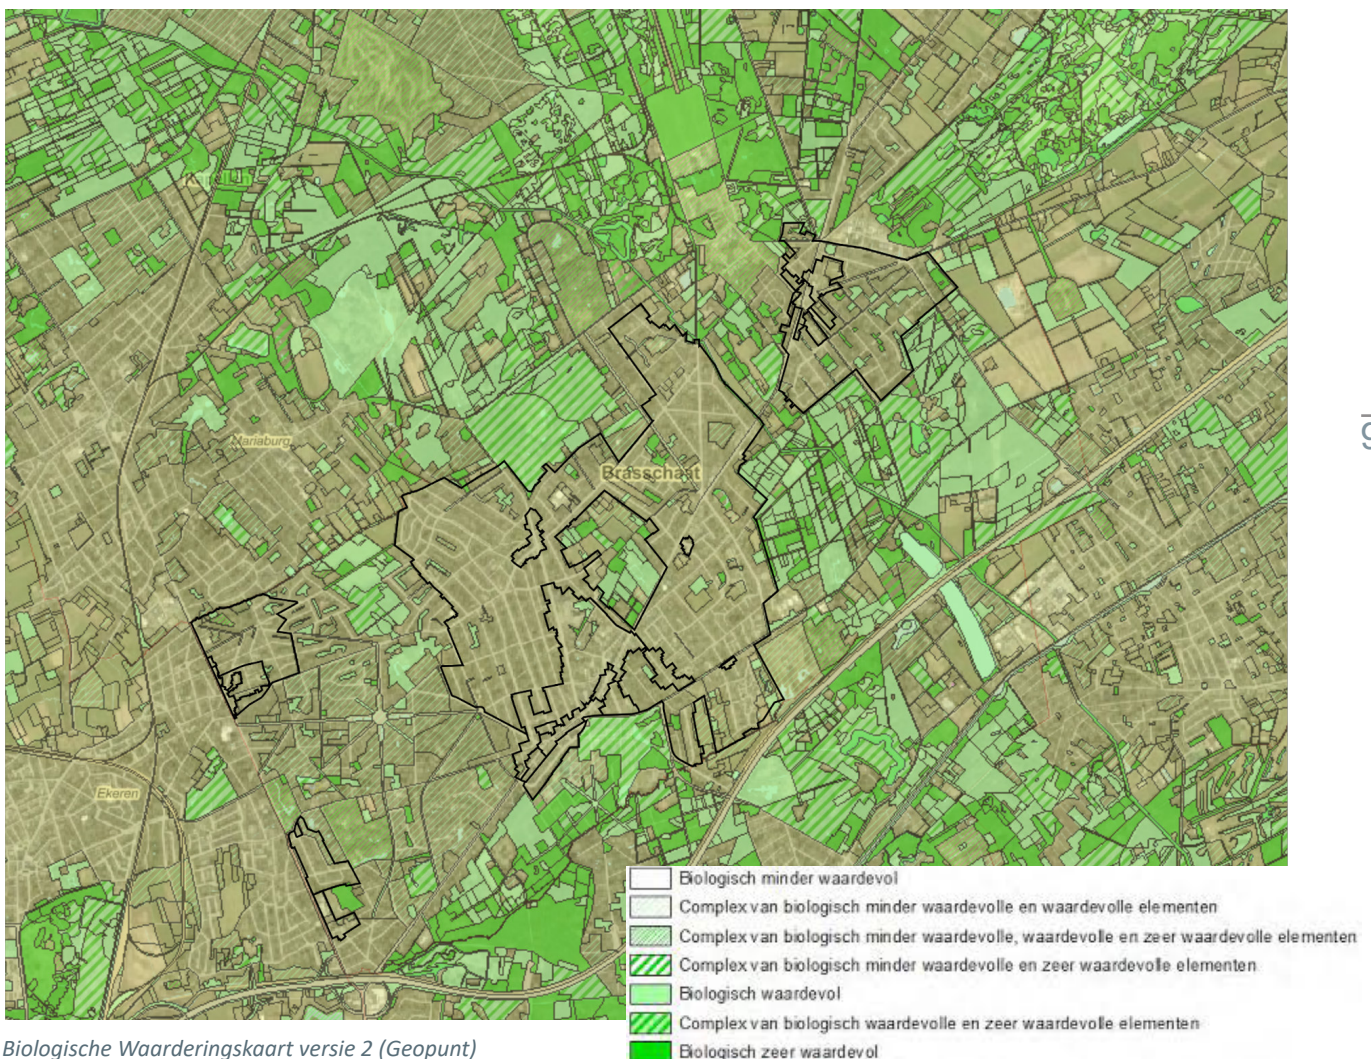 Mariaburg
Brasschaat
9
Ekeren
Biologisch minder waardevol
Complex van biologisch minder waardevolle en waardevolle elementen
Complex van biologisch minder waardevolle, waardevolle en zeer waardevolle elementen
Complex van biologisch minder waardevolle en zeer waardevolle elementen
Biologisch waardevol
Complex van biologisch waardevolle en zeer waardevolle elementen
Biologisch zeer waardevol
Biologische Waarderingskaart versie 2 (Geopunt)